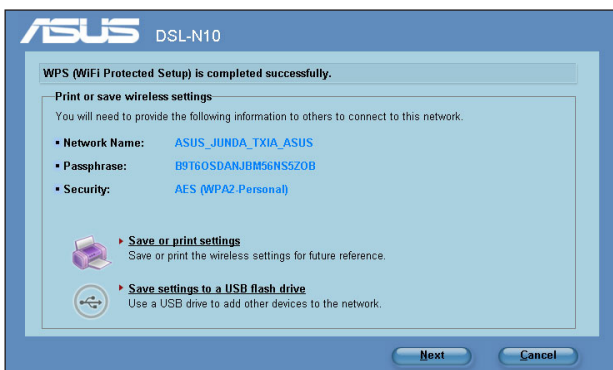 ASUS DSL-N10
WPS (WiFi Protected Setup) is completed successfully.
Print or save wireless settings
You will need to provide the following information to others to connect to this network.
▪ Network Name: ASUS_JUNDA_TXIA_ASUS
▪ Passphrase: B9T6OSDANJBM56NS5ZOB
▪ Security: AES (WPA2-Personal)
Save or print settings
Save or print the wireless settings for future reference.
Save settings to a USB flash drive
Use a USB drive to add other devices to the network.
Next Cancel